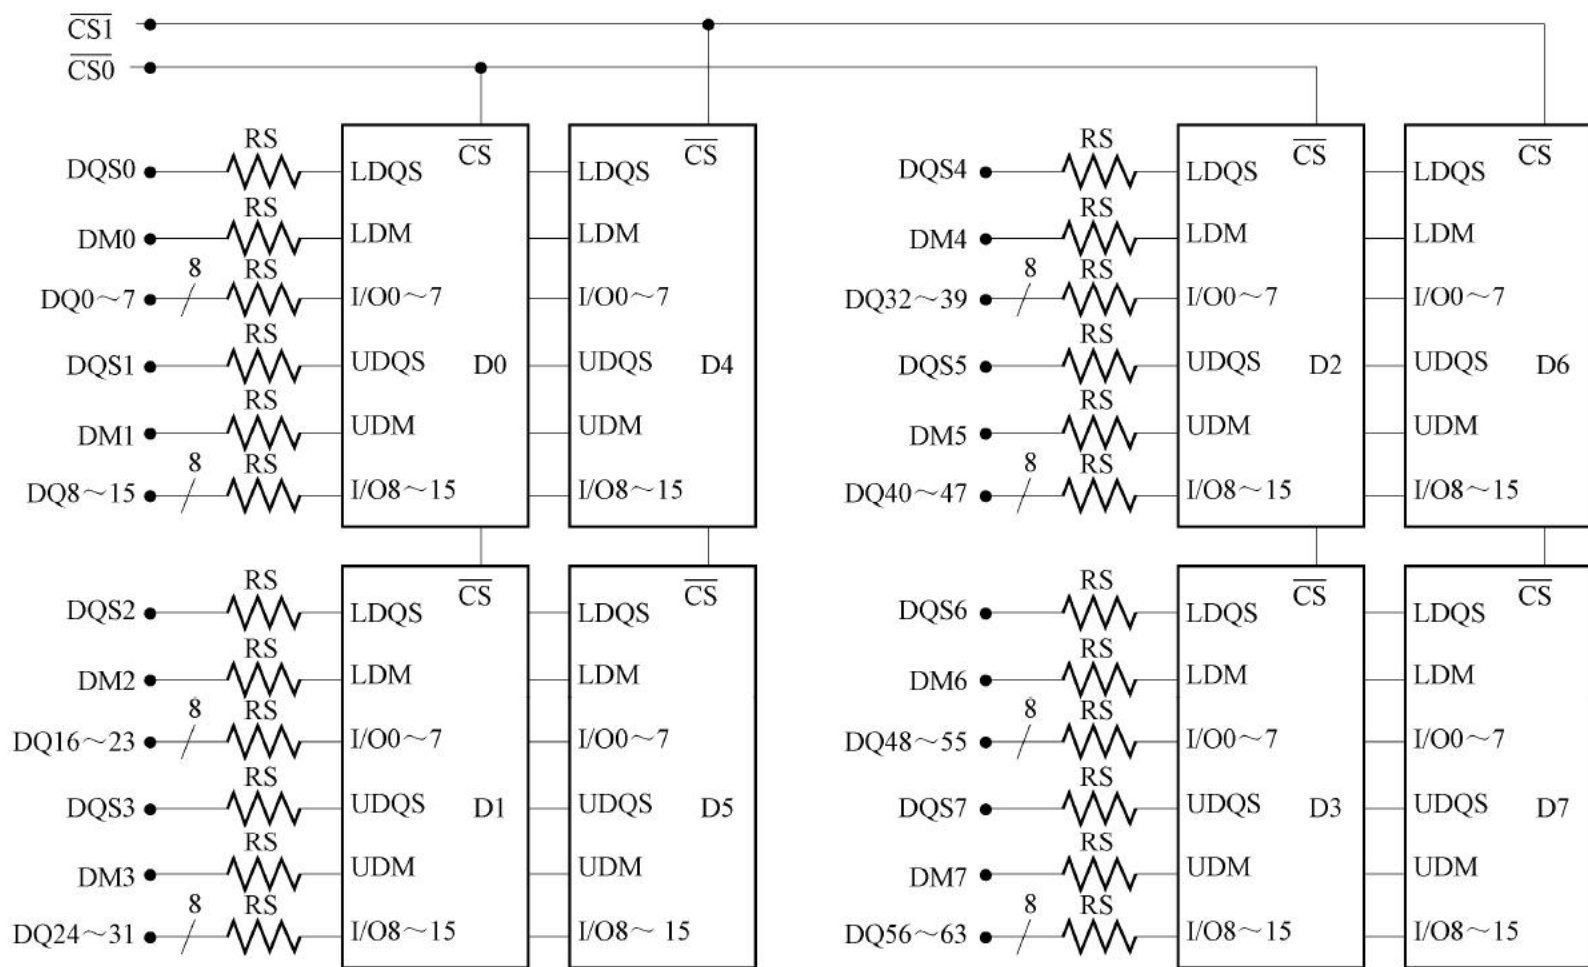 CS1
CS0
RS RS
DQS0 LDQS CS LDQS CS DQS4 LDQS CS LDQS CS
RS RS
DM0 LDM LDM DM4 LDM LDM
8 RS 8 RS
DQ0～7 I/O0～7 I/O0～7 DQ32～39 I/O0～7 I/O0～7
RS RS
DQS1 UDQS D0 UDQS D4 DQS5 UDQS D2 UDQS D6
RS RS
DM1 UDM UDM DM5 UDM UDM
8 RS 8 RS
DQ8～15 I/O8～15 I/O8～15 DQ40～47 I/O8～15 I/O8～15
RS RS
DQS2 LDQS CS LDQS CS DQS6 LDQS CS LDQS CS
RS RS
DM2 LDM LDM DM6 LDM LDM
8 RS 8 RS
DQ16～23 I/O0～7 I/O0～7 DQ48～55 I/O0～7 I/O0～7
RS RS
DQS3 UDQS D1 UDQS D5 DQS7 UDQS D3 UDQS D7
RS RS
DM3 UDM UDM DM7 UDM UDM
8 RS 8 RS
DQ24～31 I/O8～15 I/O8～ 15 DQ56～63 I/O8～15 I/O8～15